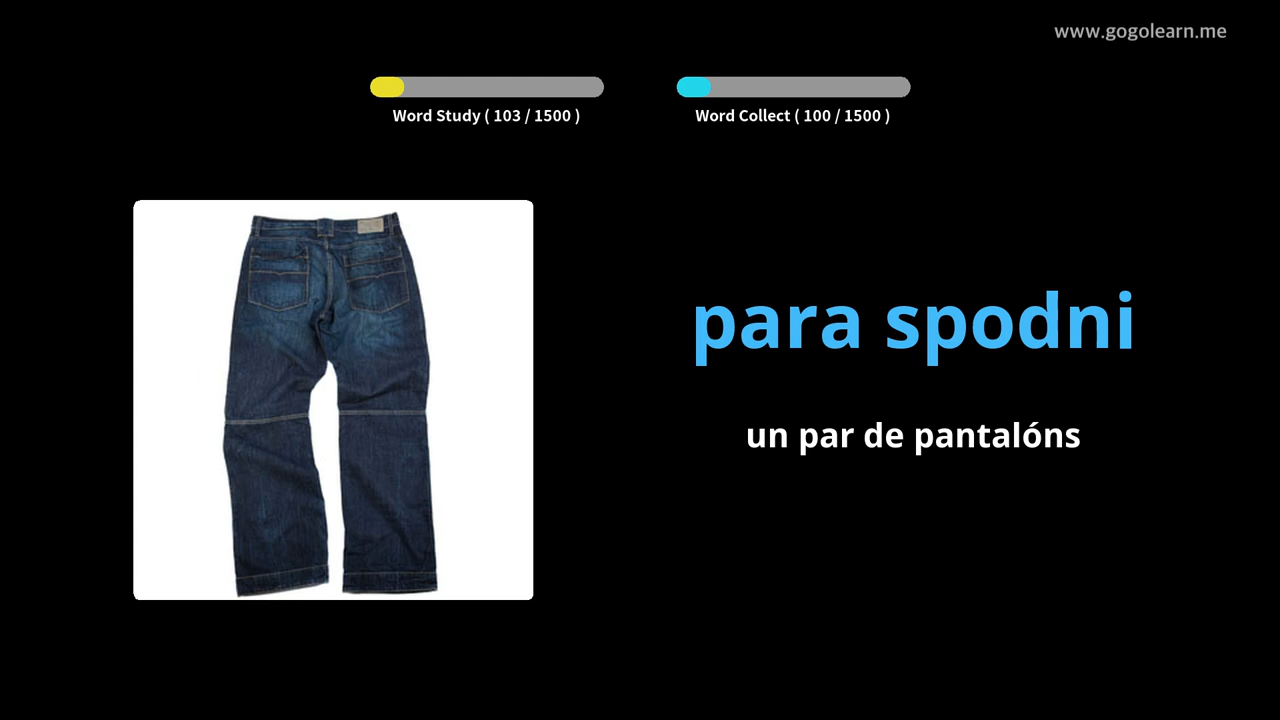 www.gogolearn.me
Word Study ( 103 / 1500 )
Word Collect ( 100 / 1500 )
para spodni
un par de pantalóns